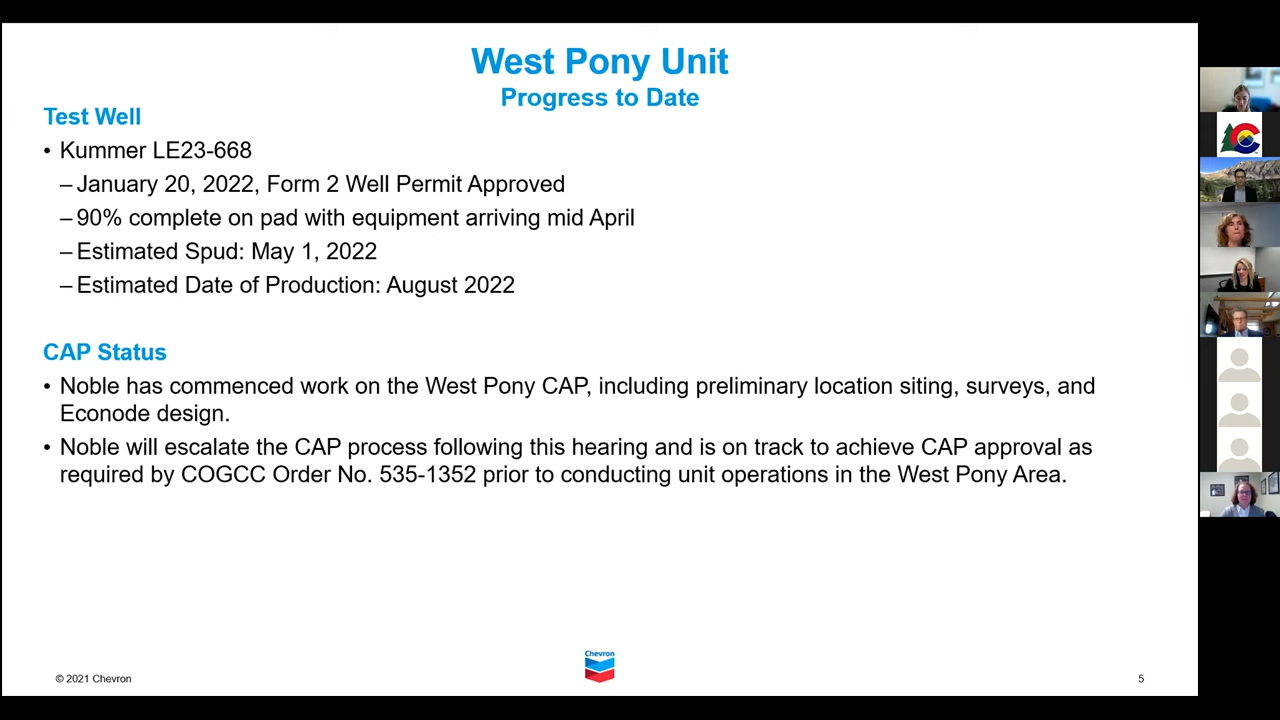 West Pony Unit
Progress to Date
Test Well
• Kummer LE23-668
– January 20, 2022, Form 2 Well Permit Approved
– 90% complete on pad with equipment arriving mid April
– Estimated Spud: May 1, 2022
– Estimated Date of Production: August 2022
CAP Status
• Noble has commenced work on the West Pony CAP, including preliminary location siting, surveys, and
Econode design.
• Noble will escalate the CAP process following this hearing and is on track to achieve CAP approval as
required by COGCC Order No. 535-1352 prior to conducting unit operations in the West Pony Area.
Chevron
© 2021 Chevron
5